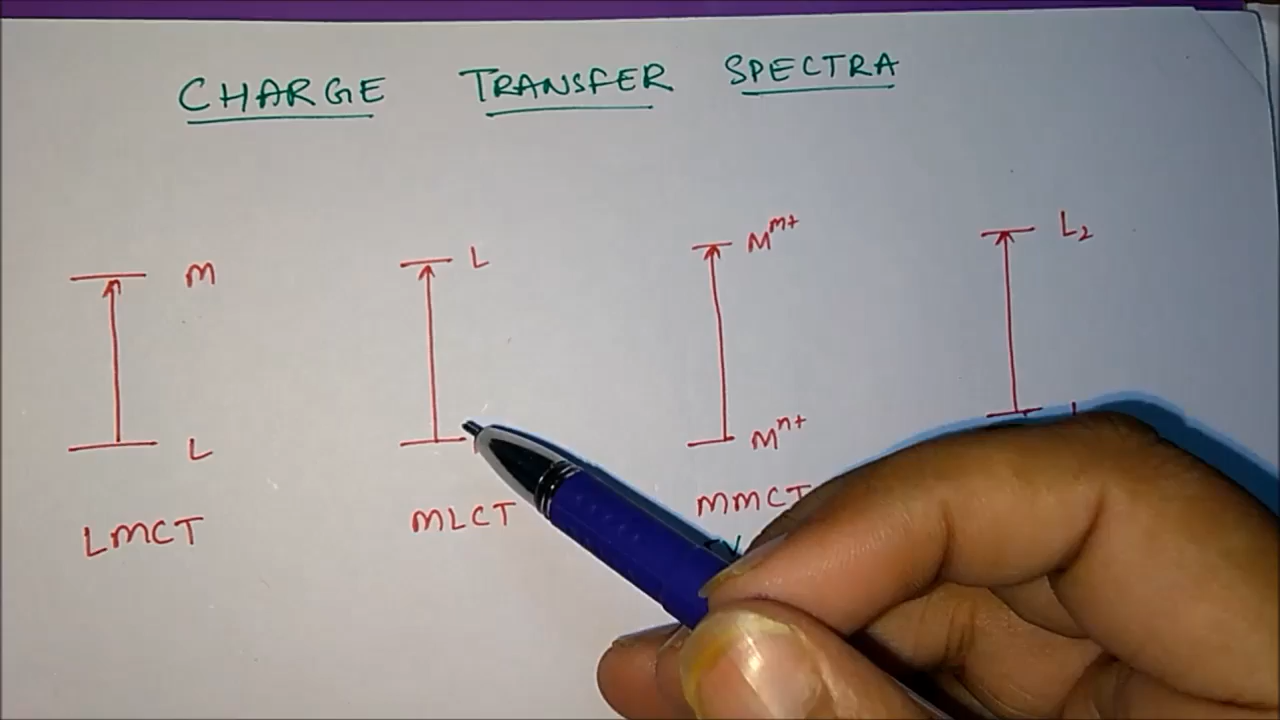 CHARGE TRANSFER SPECTRA
M
L
LMCT
L
MLCT
M^m+
M^n+
MMCT
L₂